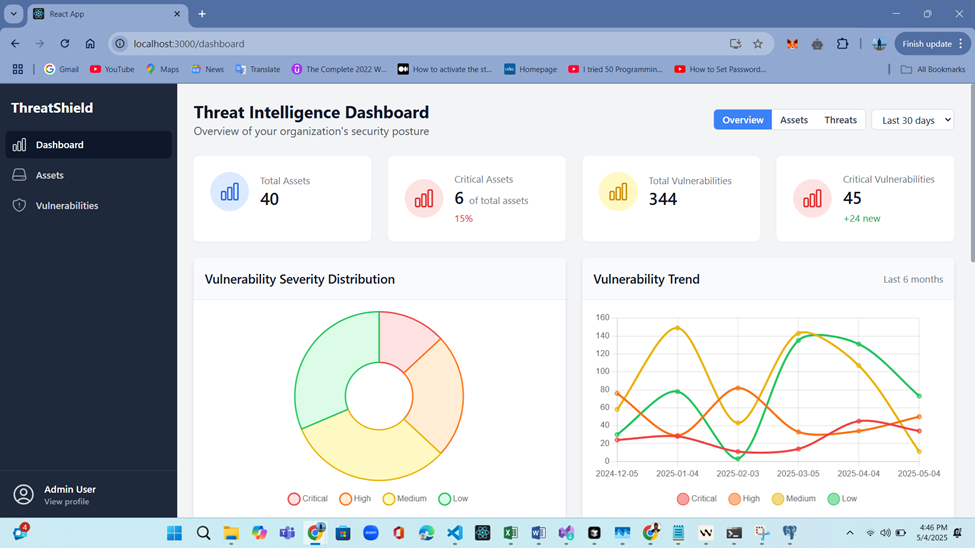 React App
localhost:3000/dashboard
Finish update
Gmail
YouTube
Maps
News
Translate
The Complete 2022 W...
How to activate the st...
Homepage
I tried 50 Programmin...
How to Set Password...
All Bookmarks
ThreatShield
Dashboard
Assets
Vulnerabilities
Admin User
View profile
Threat Intelligence Dashboard
Overview of your organization's security posture
Overview
Assets
Threats
Last 30 days
Total Assets
40
Critical Assets
6 of total assets
15%
Total Vulnerabilities
344
Critical Vulnerabilities
45
+24 new
Vulnerability Severity Distribution
Critical
High
Medium
Low
Vulnerability Trend
Last 6 months
160
140
120
100
80
60
40
20
0
2024-12-05
2025-01-04
2025-02-03
2025-03-05
2025-04-04
2025-05-04
Critical
High
Medium
Low
4
4:46 PM
5/4/2025